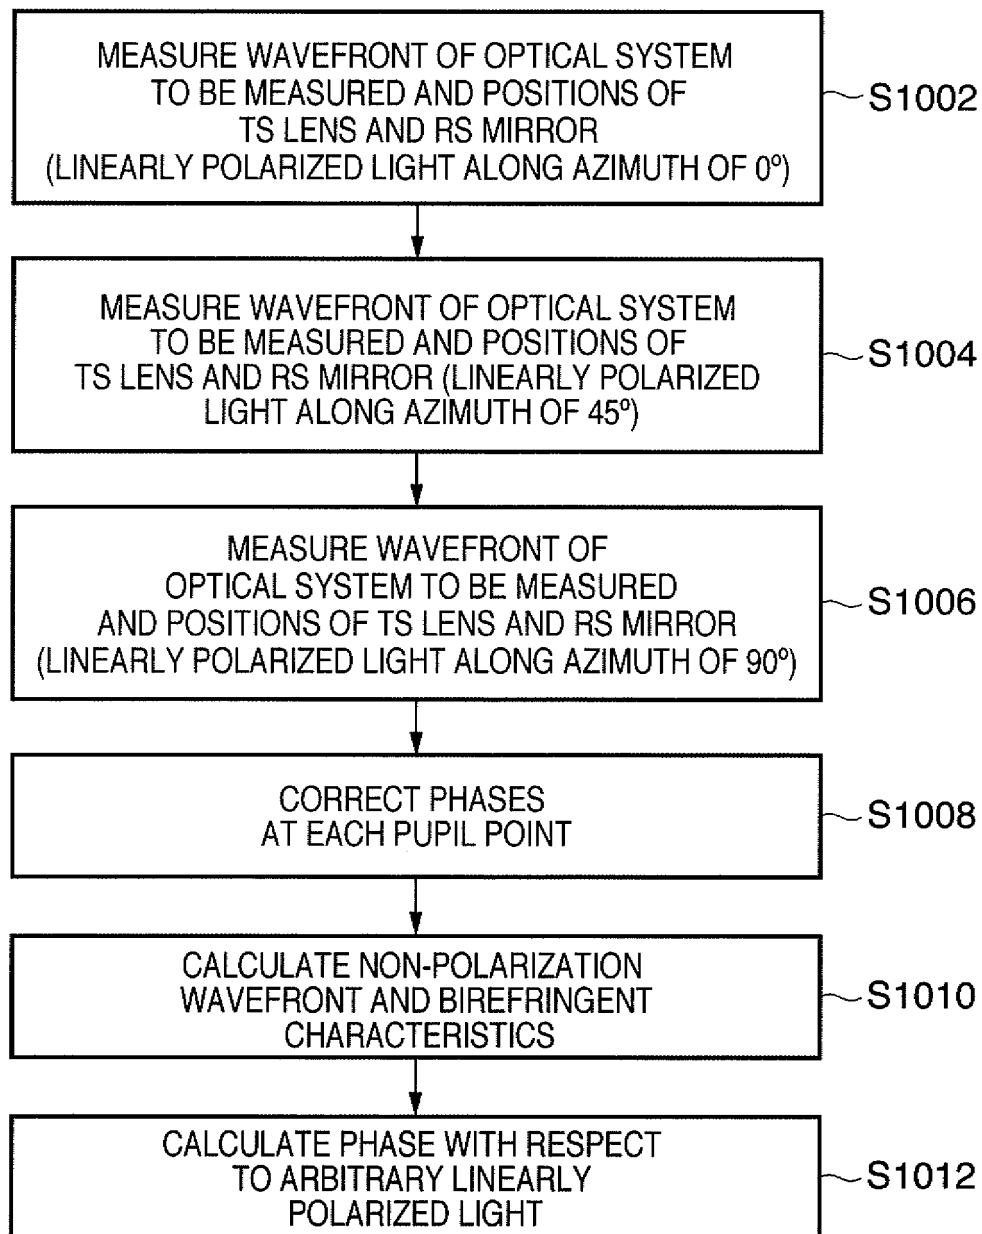 MEASURE WAVEFRONT OF OPTICAL SYSTEM
TO BE MEASURED AND POSITIONS OF
TS LENS AND RS MIRROR
(LINEARLY POLARIZED LIGHT ALONG AZIMUTH OF 0º)
S1002
MEASURE WAVEFRONT OF OPTICAL SYSTEM
TO BE MEASURED AND POSITIONS OF
TS LENS AND RS MIRROR (LINEARLY POLARIZED
LIGHT ALONG AZIMUTH OF 45º)
S1004
MEASURE WAVEFRONT OF
OPTICAL SYSTEM TO BE MEASURED
AND POSITIONS OF TS LENS AND RS MIRROR
(LINEARLY POLARIZED LIGHT ALONG AZIMUTH OF 90º)
S1006
CORRECT PHASES
AT EACH PUPIL POINT
S1008
CALCULATE NON-POLARIZATION
WAVEFRONT AND BIREFRINGENT
CHARACTERISTICS
S1010
CALCULATE PHASE WITH RESPECT
TO ARBITRARY LINEARLY
POLARIZED LIGHT
S1012